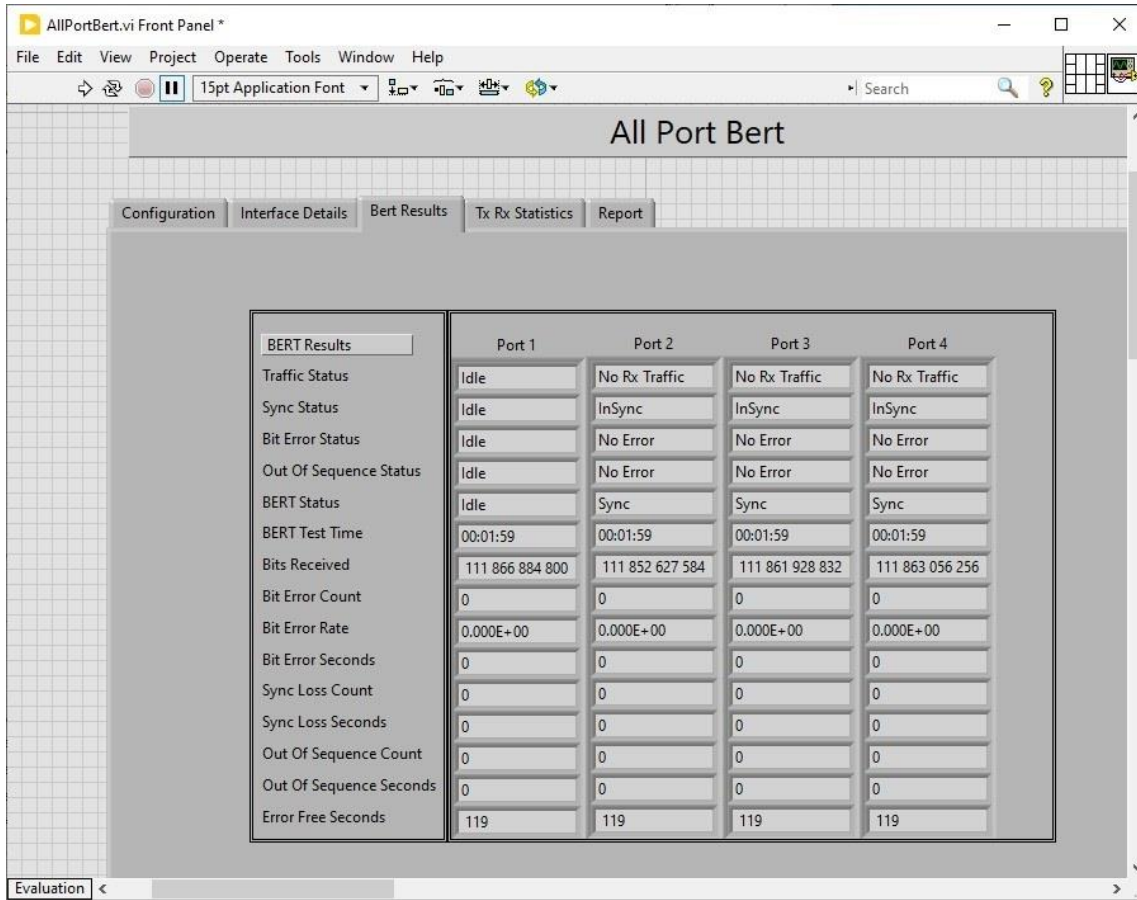 AllPortBert.vi Front Panel *
File Edit View Project Operate Tools Window Help
15pt Application Font Search
All Port Bert
Configuration Interface Details Bert Results Tx Rx Statistics Report
BERT Results Port 1 Port 2 Port 3 Port 4
Traffic Status Idle No Rx Traffic No Rx Traffic No Rx Traffic
Sync Status Idle InSync InSync InSync
Bit Error Status Idle No Error No Error No Error
Out Of Sequence Status Idle No Error No Error No Error
BERT Status Idle Sync Sync Sync
BERT Test Time 00:01:59 00:01:59 00:01:59 00:01:59
Bits Received 111 866 884 800 111 852 627 584 111 861 928 832 111 863 056 256
Bit Error Count 0 0 0 0
Bit Error Rate 0.000E+00 0.000E+00 0.000E+00 0.000E+00
Bit Error Seconds 0 0 0 0
Sync Loss Count 0 0 0 0
Sync Loss Seconds 0 0 0 0
Out Of Sequence Count 0 0 0 0
Out Of Sequence Seconds 0 0 0 0
Error Free Seconds 119 119 119 119
Evaluation